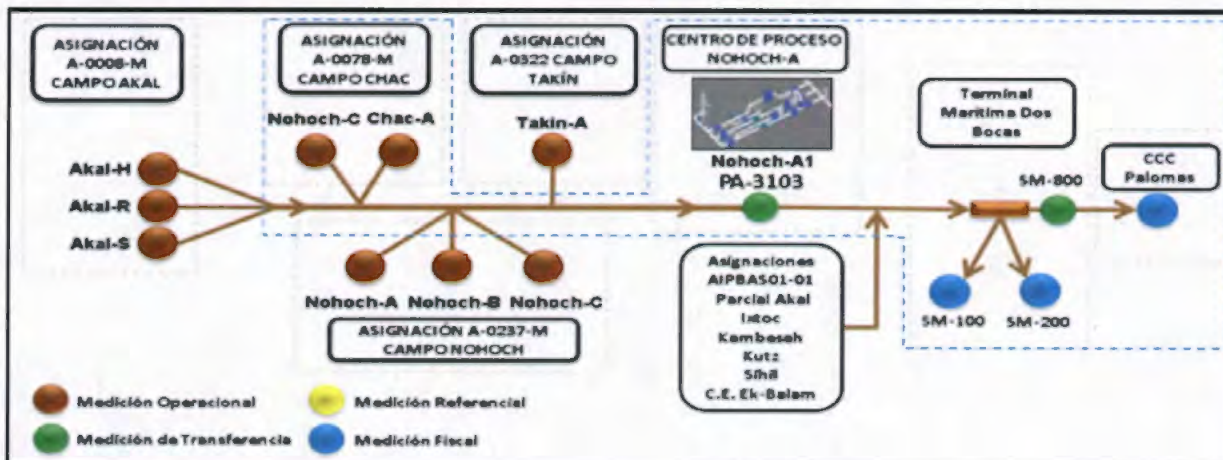 ASIGNACIÓN
A-0008-M
CAMPO AKAL
ASIGNACIÓN
A-0078-M
CAMPO CHAC
ASIGNACIÓN
A-0322 CAMPO
TAKÍN
CENTRO DE PROCESO
NOHOCH-A
Nohoch-C Chac-A
Takin-A
Nohoch-A1
PA-3103
Terminal
Marítima Dos
Bocas
CCC
Palomas
SM-800
Akal-H
Akal-R
Akal-S
Nohoch-A Nohoch-B Nohoch-C
ASIGNACIÓN A-0237-M
CAMPO NOHOCH
Asignaciones
AIPBAS01-01
Parcial Akal
Ixtoc
Kambesah
Kutz
Sihil
C.E. Ek-Balam
SM-100 SM-200
Medición Operacional
Medición Referencial
Medición de Transferencia
Medición Fiscal